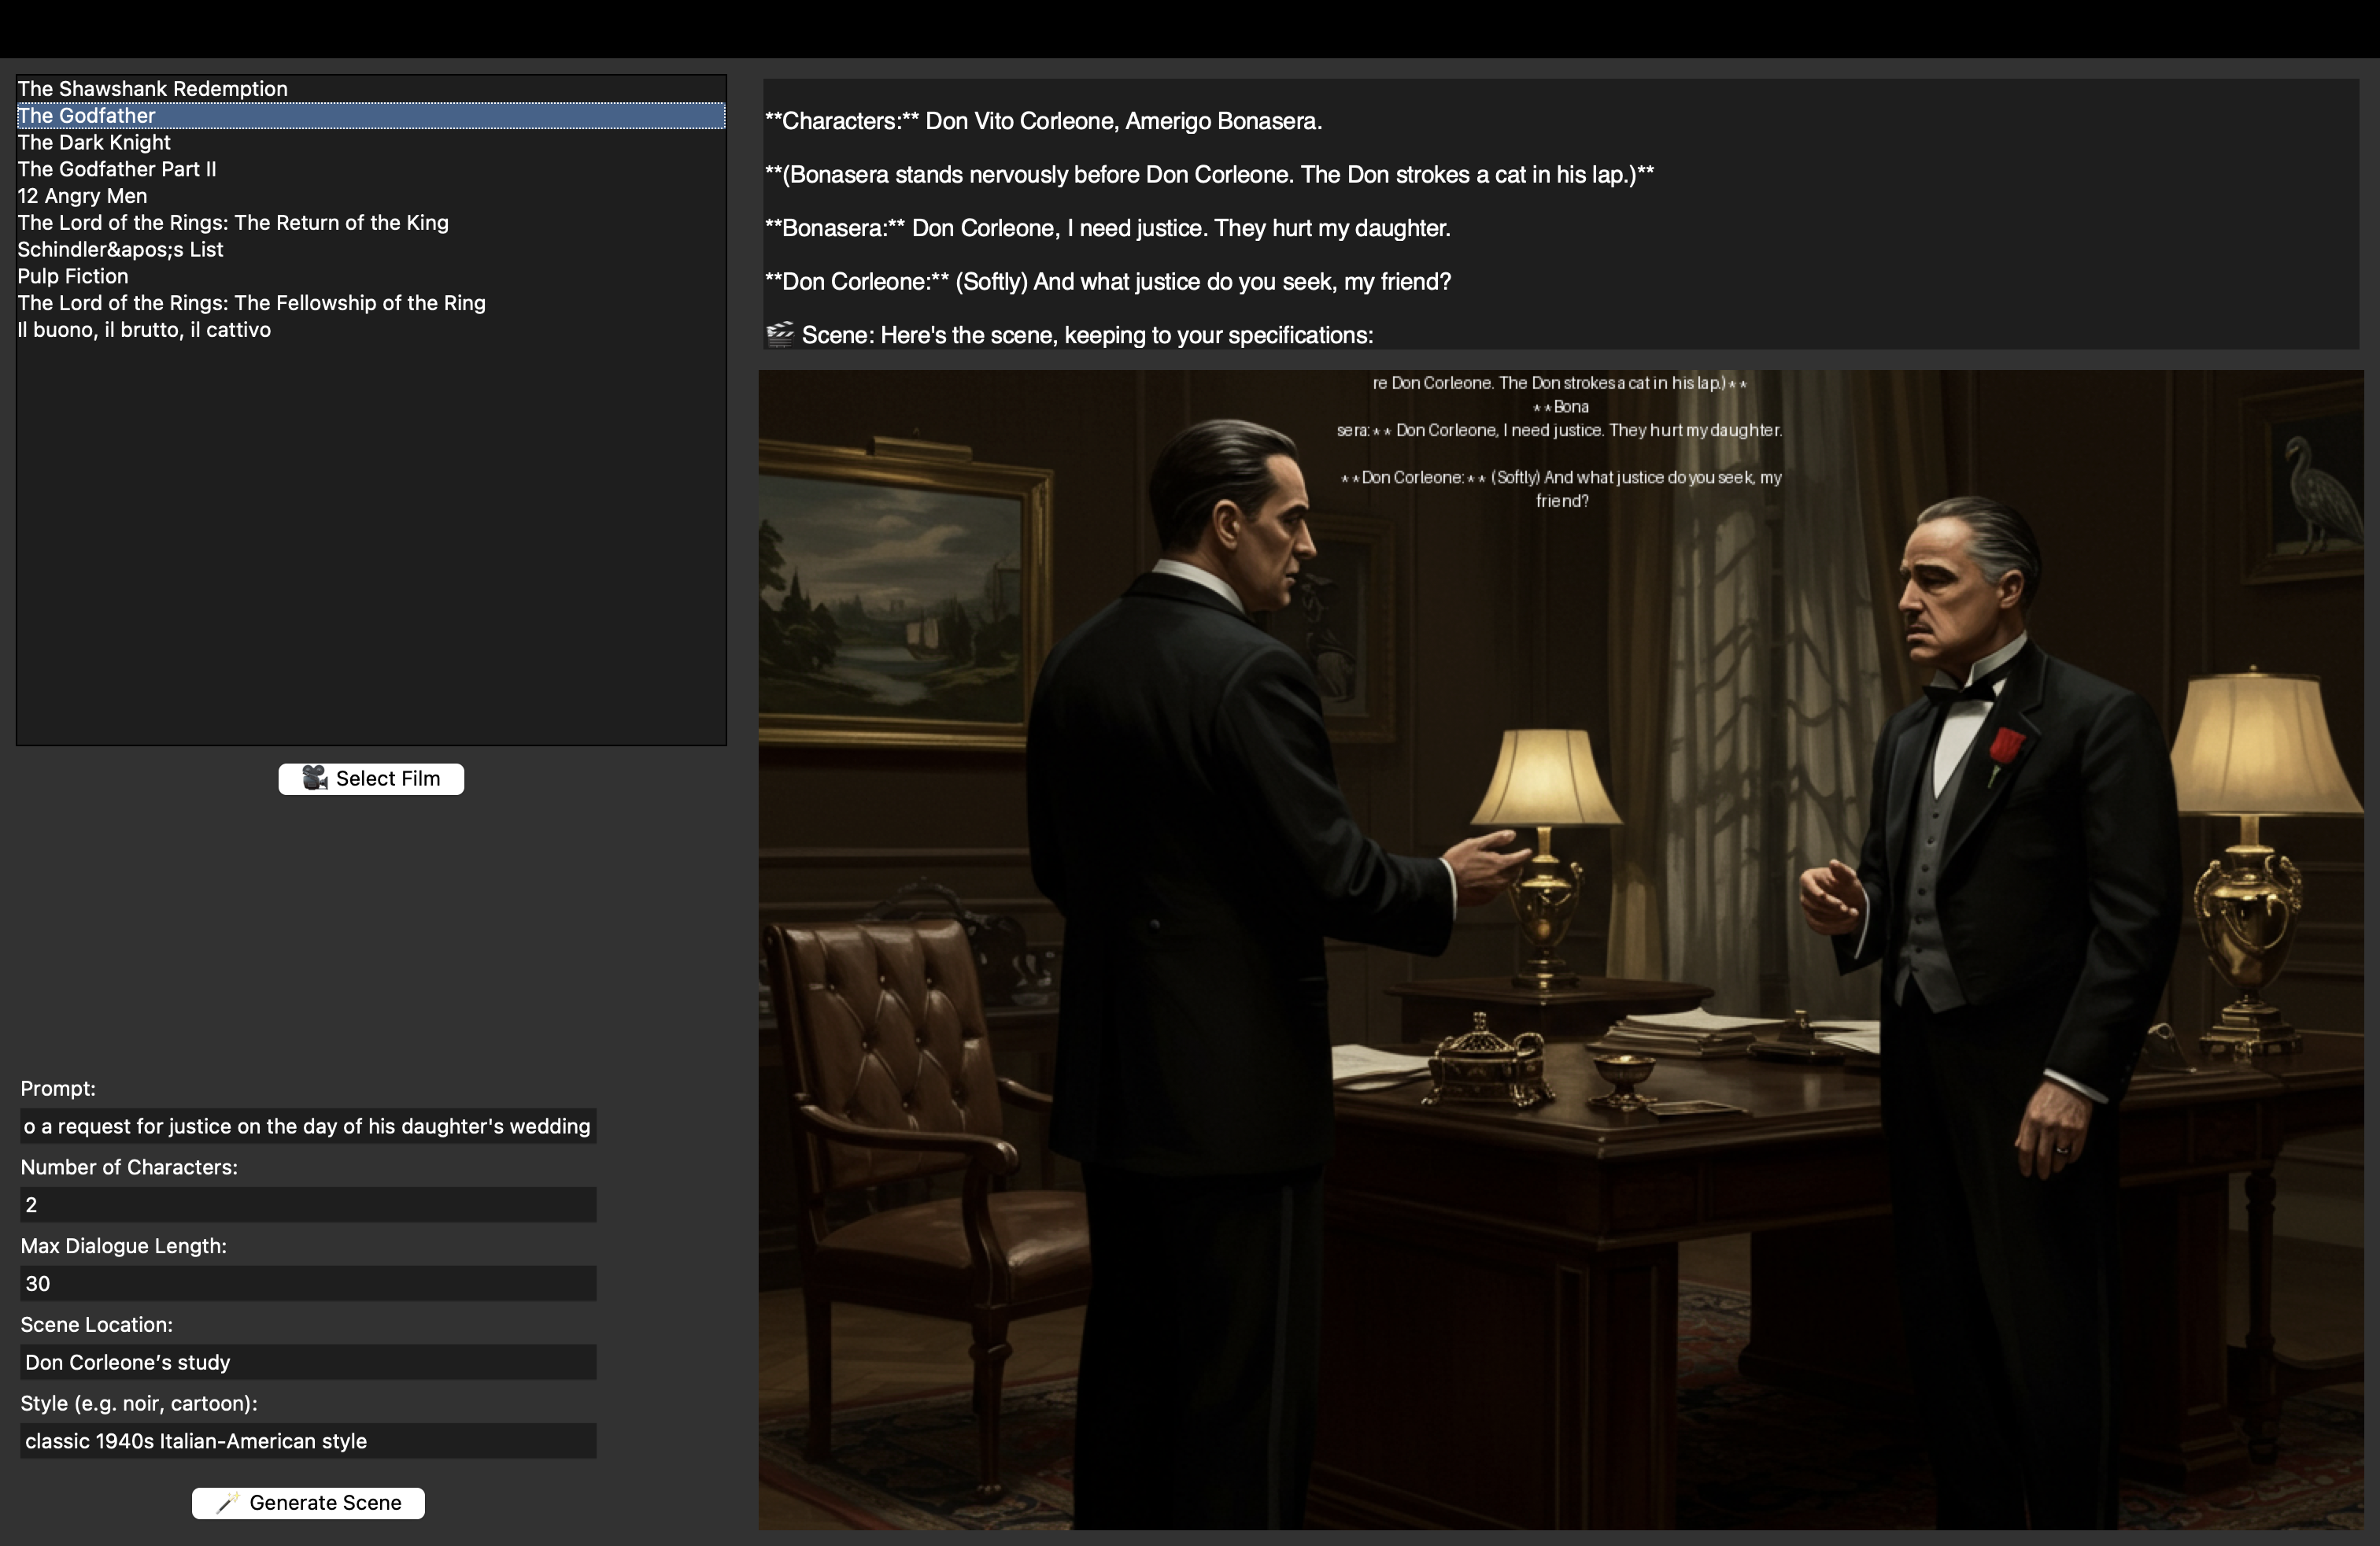 The Shawshank Redemption
The Godfather
The Dark Knight
The Godfather Part II
12 Angry Men
The Lord of the Rings: The Return of the King
Schindler&apos;s List
Pulp Fiction
The Lord of the Rings: The Fellowship of the Ring
Il buono, il brutto, il cattivo
🎥 Select Film
Prompt:
o a request for justice on the day of his daughter's wedding
Number of Characters:
2
Max Dialogue Length:
30
Scene Location:
Don Corleone’s study
Style (e.g. noir, cartoon):
classic 1940s Italian-American style
🪄 Generate Scene
**Characters:** Don Vito Corleone, Amerigo Bonasera.
**(Bonasera stands nervously before Don Corleone. The Don strokes a cat in his lap.)**
**Bonasera:** Don Corleone, I need justice. They hurt my daughter.
**Don Corleone:** (Softly) And what justice do you seek, my friend?
🎬 Scene: Here's the scene, keeping to your specifications:
re Don Corleone. The Don strokes a cat in his lap.)**
**Bona
sera:** Don Corleone, I need justice. They hurt my daughter.
**Don Corleone:** (Softly) And what justice do you seek, my
friend?